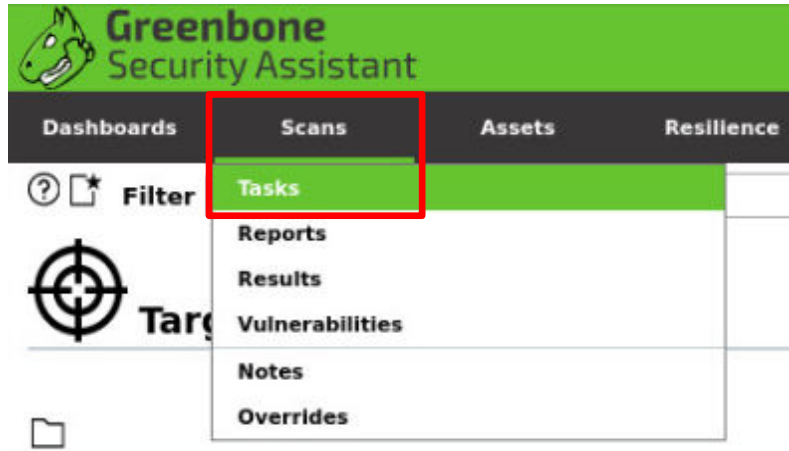 Greenbone
Security Assistant
Dashboards Scans Assets Resilience
Filter Tasks
Reports
Results
Targ Vulnerabilities
Notes
Overrides